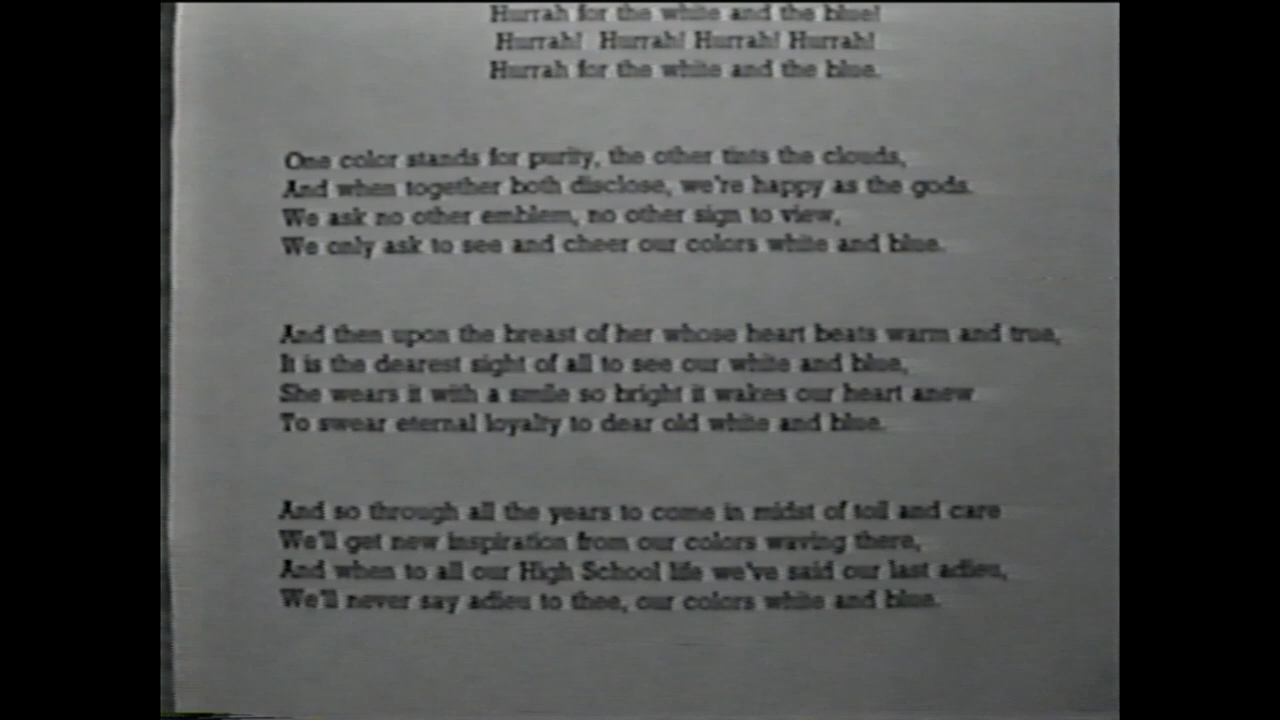 Hurrah for the white and the blue!
Hurrah! Hurrah! Hurrah! Hurrah!
Hurrah for the white and the blue.
One color stands for purity, the other tints the clouds,
And when together both disclose, we're happy as the gods.
We ask no other emblem, no other sign to view,
We only ask to see and cheer our colors white and blue.
And then upon the breast of her whose heart beats warm and true,
It is the dearest sight of all to see our white and blue,
She wears it with a smile so bright it wakes our heart anew
To swear eternal loyalty to dear old white and blue.
And so through all the years to come in midst of toil and care
We'll get new inspiration from our colors waving there,
And when to all our High School life we've said our last adieu,
We'll never say adieu to thee, our colors white and blue.